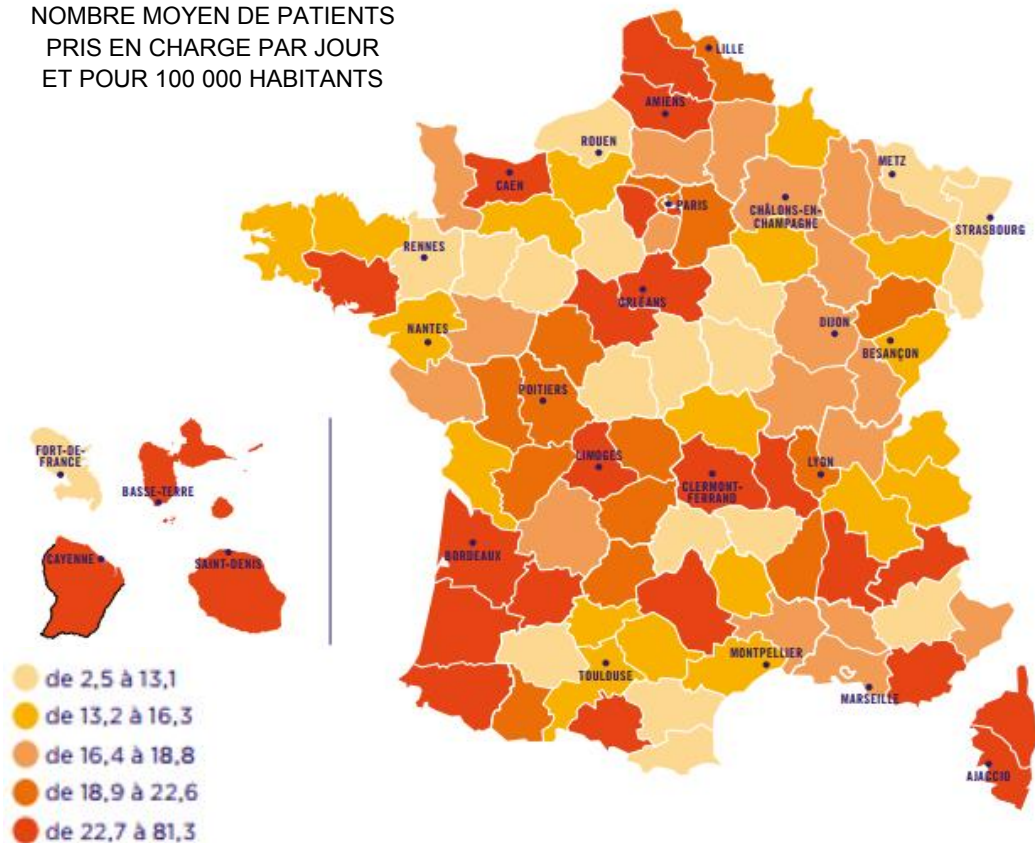 NOMBRE MOYEN DE PATIENTS
PRIS EN CHARGE PAR JOUR
ET POUR 100 000 HABITANTS
LILLE
AMIENS
ROUEN
METZ
CAEN
PARIS
CHÂLONS-EN-
CHAMPAGNE
STRASBOURG
RENNES
ORLÉANS
NANTES
DIJON
BESANÇON
POITIERS
FORT-DE-
FRANCE
BASSE-TERRE
LIMOGES
CLERMONT-
FERRAND
LYON
CAYENNE
SAINT-DENIS
BORDEAUX
TOULOUSE
MONTPELLIER
MARSEILLE
AJACCIO
de 2,5 à 13,1
de 13,2 à 16,3
de 16,4 à 18,8
de 18,9 à 22,6
de 22,7 à 81,3